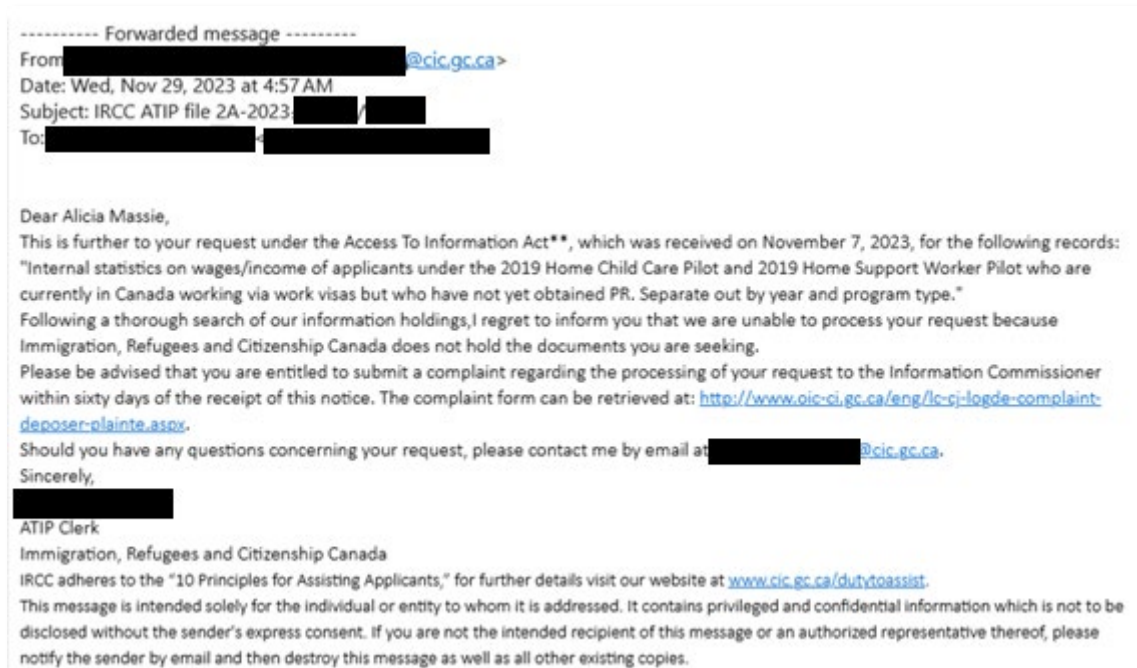 ---------- Forwarded message ---------
From @cic.gc.ca>
Date: Wed, Nov 29, 2023 at 4:57 AM
Subject: IRCC ATIP file 2A-2023- /
To: <
Dear Alicia Massie,
This is further to your request under the Access To Information Act**, which was received on November 7, 2023, for the following records:
"Internal statistics on wages/income of applicants under the 2019 Home Child Care Pilot and 2019 Home Support Worker Pilot who are
currently in Canada working via work visas but who have not yet obtained PR. Separate out by year and program type."
Following a thorough search of our information holdings,I regret to inform you that we are unable to process your request because
Immigration, Refugees and Citizenship Canada does not hold the documents you are seeking.
Please be advised that you are entitled to submit a complaint regarding the processing of your request to the Information Commissioner
within sixty days of the receipt of this notice. The complaint form can be retrieved at: http://www.oic-ci.gc.ca/eng/lc-cj-logde-complaint-
deposer-plainte.aspx.
Should you have any questions concerning your request, please contact me by email at @cic.gc.ca.
Sincerely,
ATIP Clerk
Immigration, Refugees and Citizenship Canada
IRCC adheres to the “10 Principles for Assisting Applicants,” for further details visit our website at www.cic.gc.ca/dutytoassist.
This message is intended solely for the individual or entity to whom it is addressed. It contains privileged and confidential information which is not to be
disclosed without the sender's express consent. If you are not the intended recipient of this message or an authorized representative thereof, please
notify the sender by email and then destroy this message as well as all other existing copies.